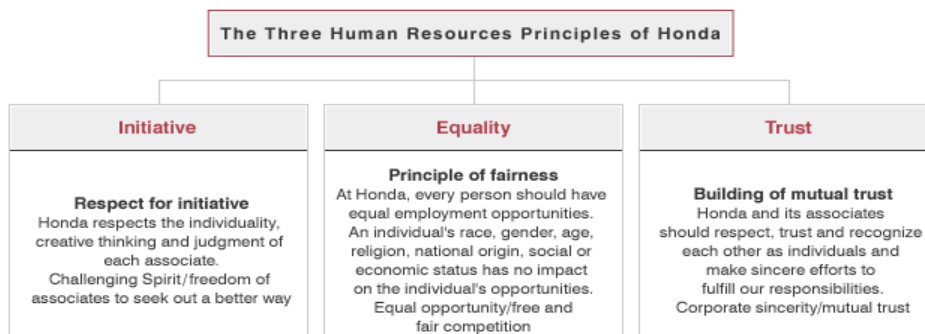 The Three Human Resources Principles of Honda
Initiative
Respect for initiative
Honda respects the individuality,
creative thinking and judgment of
each associate.
Challenging Spirit/freedom of
associates to seek out a better way
Equality
Principle of fairness
At Honda, every person should have
equal employment opportunities.
An individual's race, gender, age,
religion, national origin, social or
economic status has no impact
on the individual's opportunities.
Equal opportunity/free and
fair competition
Trust
Building of mutual trust
Honda and its associates
should respect, trust and recognize
each other as individuals and
make sincere efforts to
fulfill our responsibilities.
Corporate sincerity/mutual trust